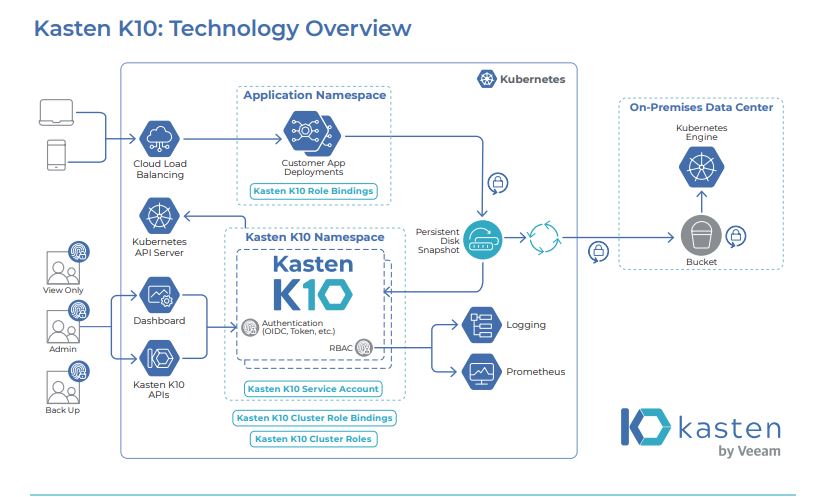 Kasten K10: Technology Overview
Kubernetes
Application Namespace
Cloud Load
Balancing
Customer App
Deployments
Kasten K10 Role Bindings
On-Premises Data Center
Kubernetes
Engine
Bucket
Kubernetes
API Server
Kasten K10 Namespace
Kasten
K10
Authentication
(OIDC, Token, etc.)
RBAC
Kasten K10 Service Account
Kasten K10 Cluster Role Bindings
Kasten K10 Cluster Roles
Persistent
Disk
Snapshot
View Only
Admin
Back Up
Dashboard
Kasten K10
APIs
Logging
Prometheus
kasten
by Veeam